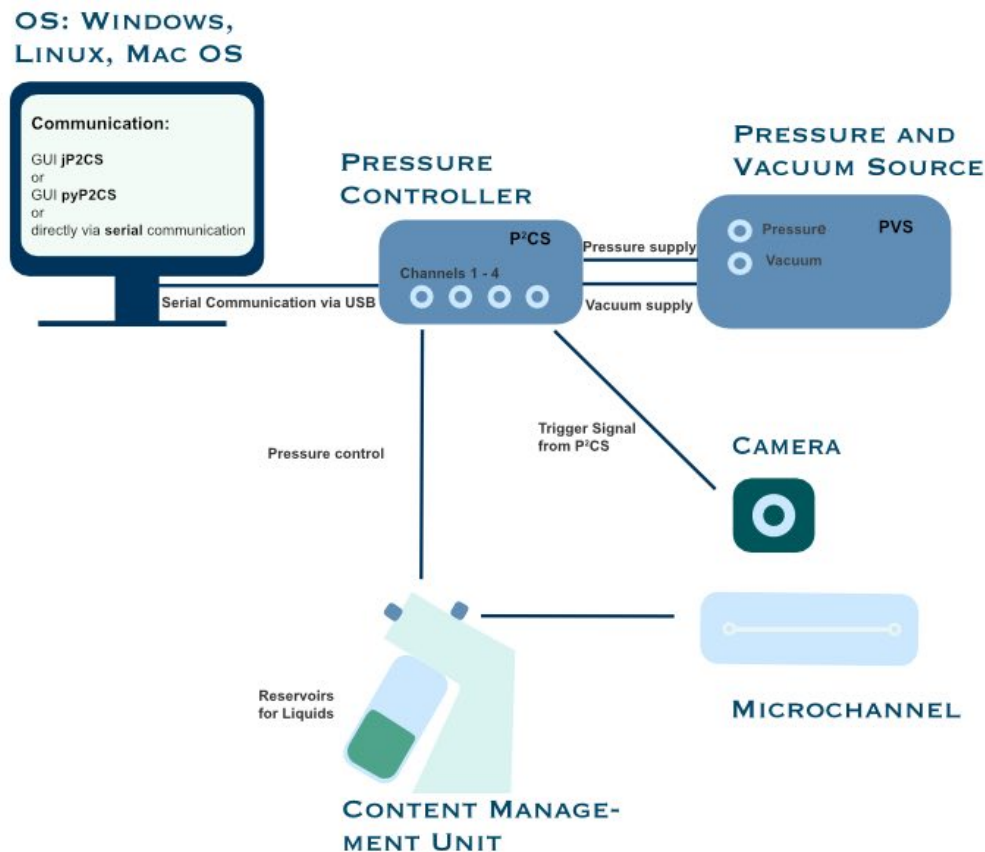 OS: Windows,
Linux, Mac OS
Communication:
GUI jP2CS
or
GUI pyP2CS
or
directly via serial communication
Pressure
Controller
P²CS
Channels 1 - 4
Serial Communication via USB
Pressure supply
Vacuum supply
Pressure and
Vacuum Source
Pressure
PVS
Vacuum
Pressure control
Trigger Signal
from P²CS
Camera
Reservoirs
for Liquids
Microchannel
Content Manage-
ment Unit